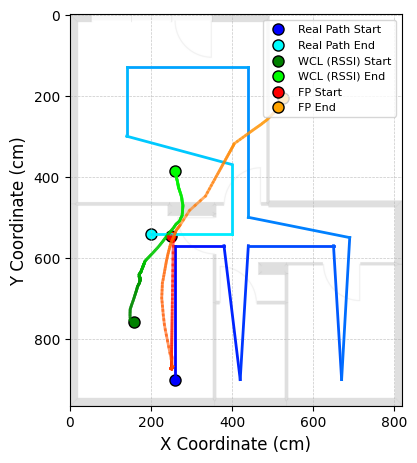 0
200
400
600
800
Y Coordinate (cm)
Real Path Start
Real Path End
WCL (RSSI) Start
WCL (RSSI) End
FP Start
FP End
0 200 400 600 800
X Coordinate (cm)